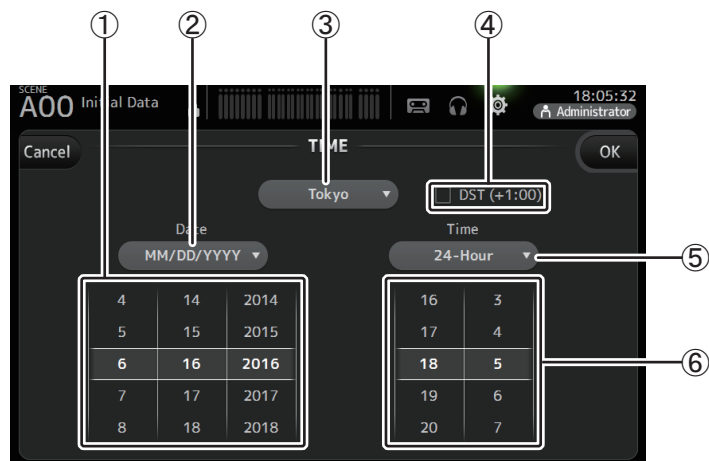 ① ② ③ ④
SCENE
A00 Initial Data 18:05:32
Administrator
Cancel TIME OK
Tokyo ▼ DST (+1:00)
Date Time
MM/DD/YYYY ▼ 24-Hour ▼ ⑤
4 14 2014 16 3
5 15 2015 17 4
6 16 2016 18 5 ⑥
7 17 2017 19 6
8 18 2018 20 7